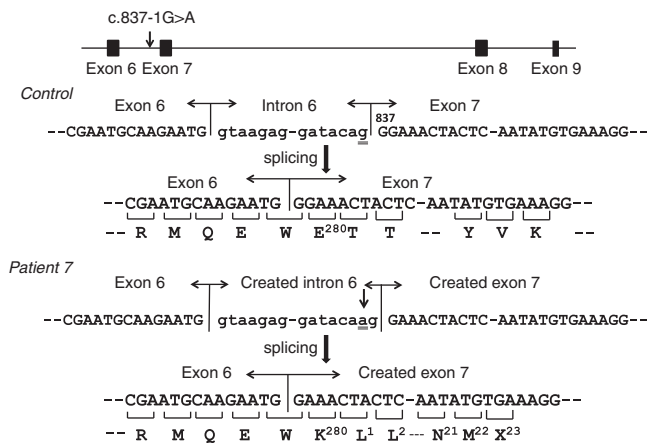 c.837-1G>A
Exon 6 Exon 7 Exon 8 Exon 9
Control
Exon 6 Intron 6 Exon 7
837
--CGAATGCAAGAATG gtaagag-gatacag GGAAACTACTC-AATATGTGAAAGG--
splicing
Exon 6 Exon 7
--CGAATGCAAGAATG GGAAACTACTC-AATATGTGAAAGG--
-- R M Q E W E280T T -- Y V K --
Patient 7
Exon 6 Created intron 6 Created exon 7
--CGAATGCAAGAATG gtaagag-gatacaag GAAACTACTC-AATATGTGAAAGG--
splicing
Exon 6 Created exon 7
--CGAATGCAAGAATG GAAACTACTC-AATATGTGAAAGG--
R M Q E W K280 L1 L2 --- N21 M22 X23